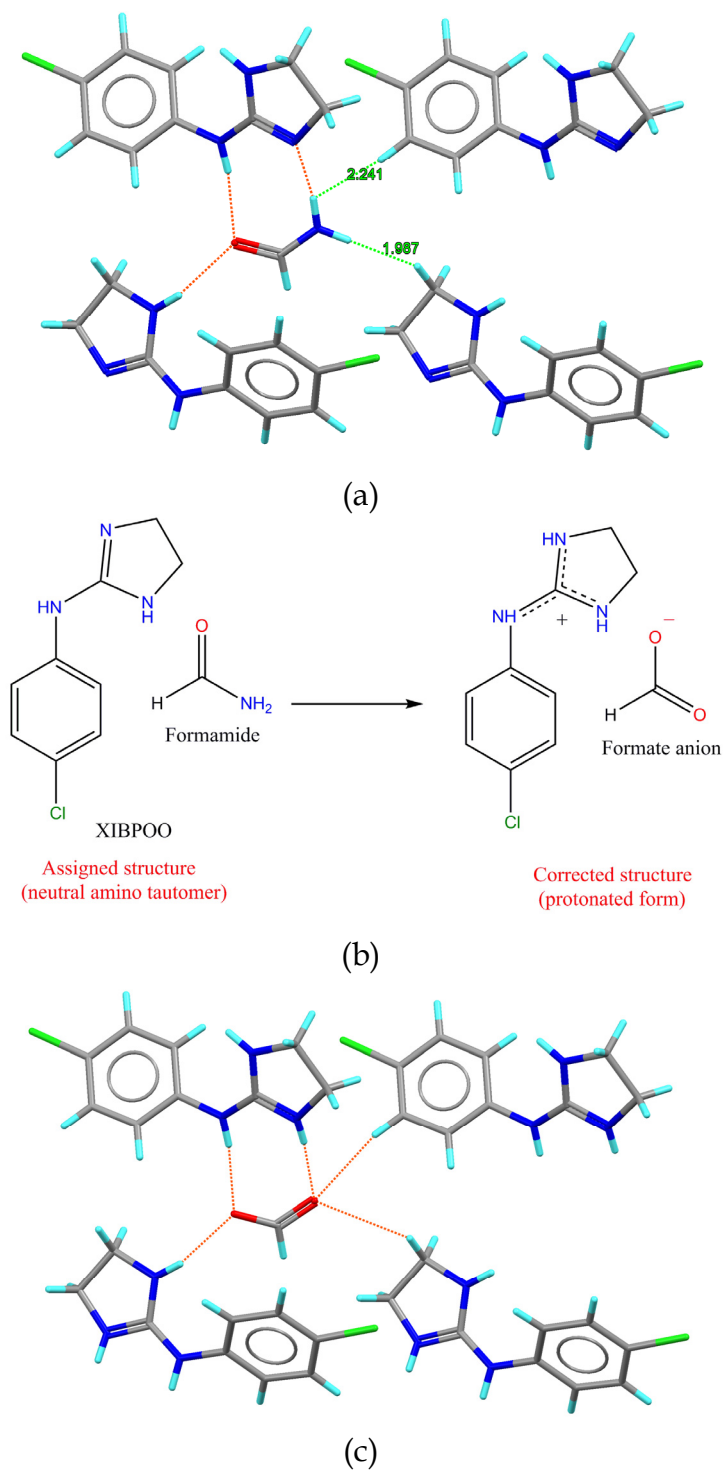 2.241
1.987
(a)
N
HN
N
H
O
H
NH2
Formamide
Cl
XIBPOO
Assigned structure
(neutral amino tautomer)
HN
NH
+
N
H
O
−
H
O
Formate anion
Cl
Corrected structure
(protonated form)
(b)
(c)